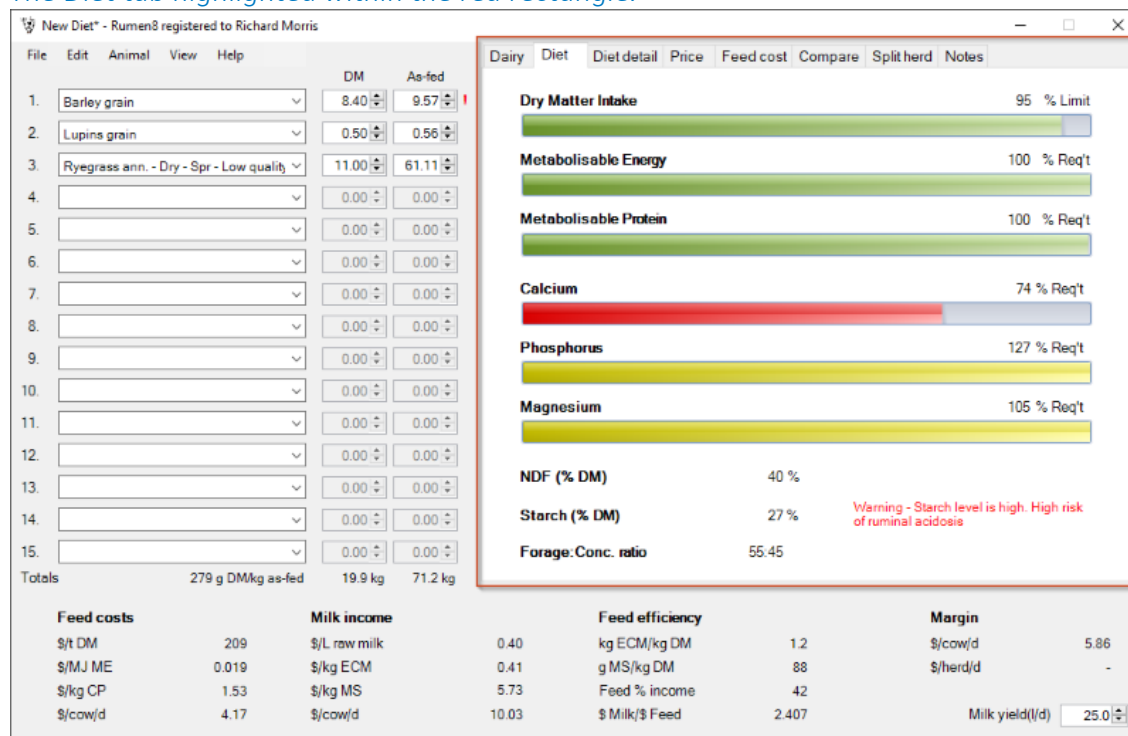 The Diet tab highlighted within the red rectangle.
New Diet* - Rumen8 registered to Richard Morris
File Edit Animal View Help
Dairy Diet Diet detail Price Feed cost Compare Split herd Notes
DM As-fed
1. Barley grain 8.40 9.57 !
2. Lupins grain 0.50 0.56
3. Ryegrass ann. - Dry - Spr - Low quality 11.00 61.11
4. 0.00 0.00
5. 0.00 0.00
6. 0.00 0.00
7. 0.00 0.00
8. 0.00 0.00
9. 0.00 0.00
10. 0.00 0.00
11. 0.00 0.00
12. 0.00 0.00
13. 0.00 0.00
14. 0.00 0.00
15. 0.00 0.00
Totals 279 g DM/kg as-fed 19.9 kg 71.2 kg
Dry Matter Intake 95 % Limit
Metabolisable Energy 100 % Req't
Metabolisable Protein 100 % Req't
Calcium 74 % Req't
Phosphorus 127 % Req't
Magnesium 105 % Req't
NDF (% DM) 40 %
Starch (% DM) 27 % Warning - Starch level is high. High risk
of ruminal acidosis
Forage:Conc. ratio 55:45
Feed costs Milk income Feed efficiency Margin
$/t DM 209 $/L raw milk 0.40 kg ECM/kg DM 1.2 $/cow/d 5.86
$/MJ ME 0.019 $/kg ECM 0.41 g MS/kg DM 88 $/herd/d -
$/kg CP 1.53 $/kg MS 5.73 Feed % income 42
$/cow/d 4.17 $/cow/d 10.03 $ Milk/$ Feed 2.407 Milk yield(l/d) 25.0